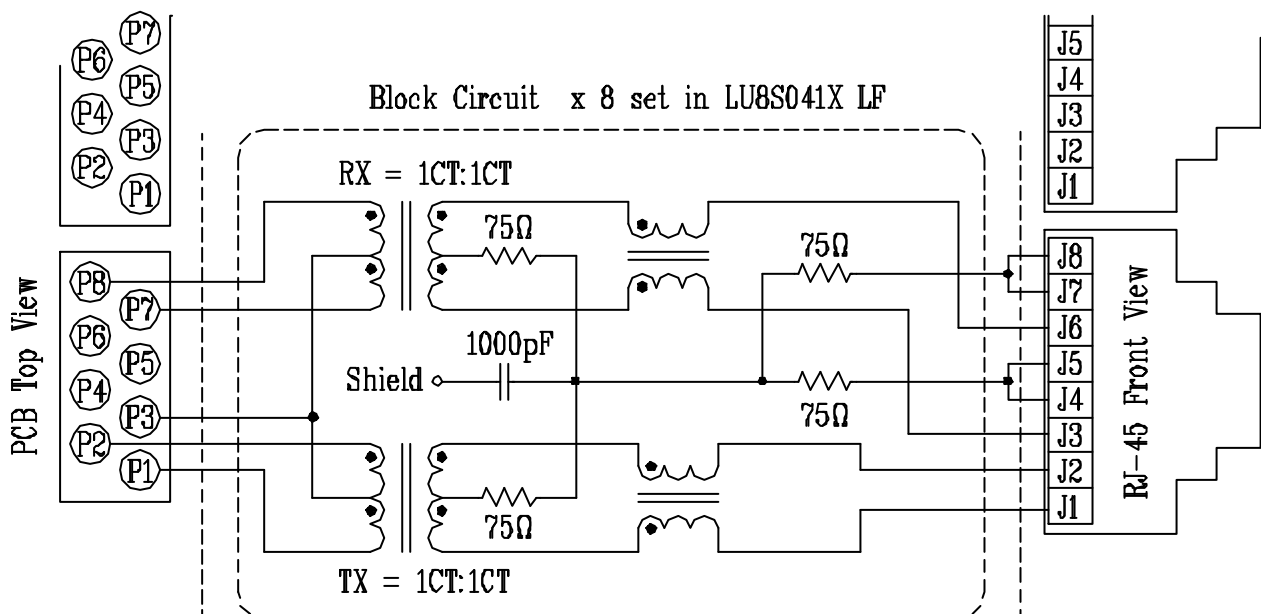 P7
P6
P5
P4
P3
P2
P1
J5
J4
J3
J2
J1
Block Circuit x 8 set in LU8S041X LF
RX = 1CT:1CT
75Ω
75Ω
PCB Top View
P8
P7
P6
P5
P4
P3
P2
P1
1000pF
Shield
75Ω
75Ω
TX = 1CT:1CT
J8
J7
J6
J5
J4
J3
J2
J1
RJ-45 Front View